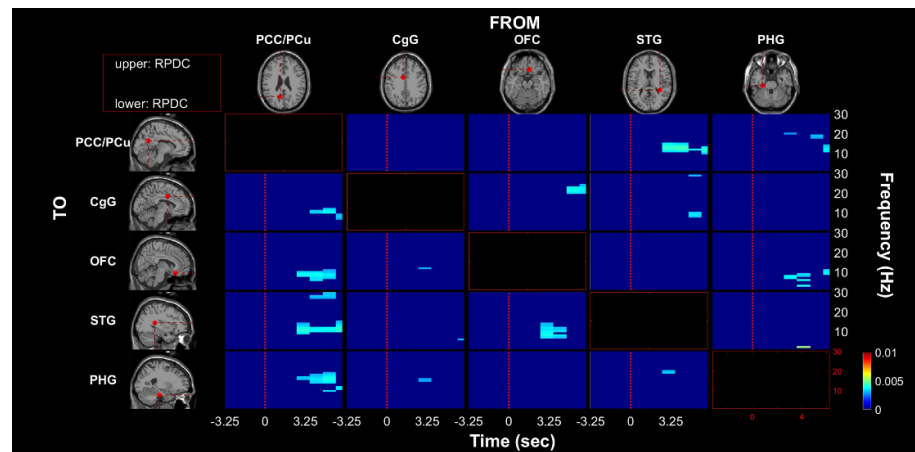 FROM
PCC/PCu CgG OFC STG PHG
upper: RPDC
lower: RPDC
TO
PCC/PCu
CgG
OFC
STG
PHG
30
20
10
30
20
10
30
20
10
30
20
10
30
20
10
Frequency (Hz)
0.01
0.005
0
0 4
-3.25 0 3.25 -3.25 0 3.25 -3.25 0 3.25 -3.25 0 3.25
Time (sec)